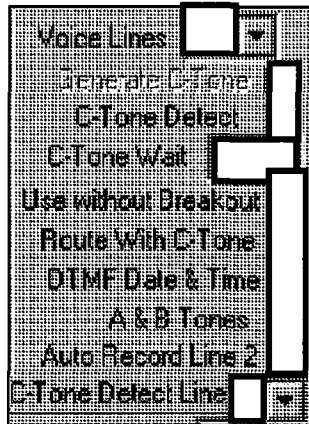 Voice Lines
Generate C-Tone
C-Tone Detect
C-Tone Wait
Use without Breakout
Route With C-Tone
DTMF Date & Time
A & B Tones
Auto Record Line 2
C-Tone Detect Line